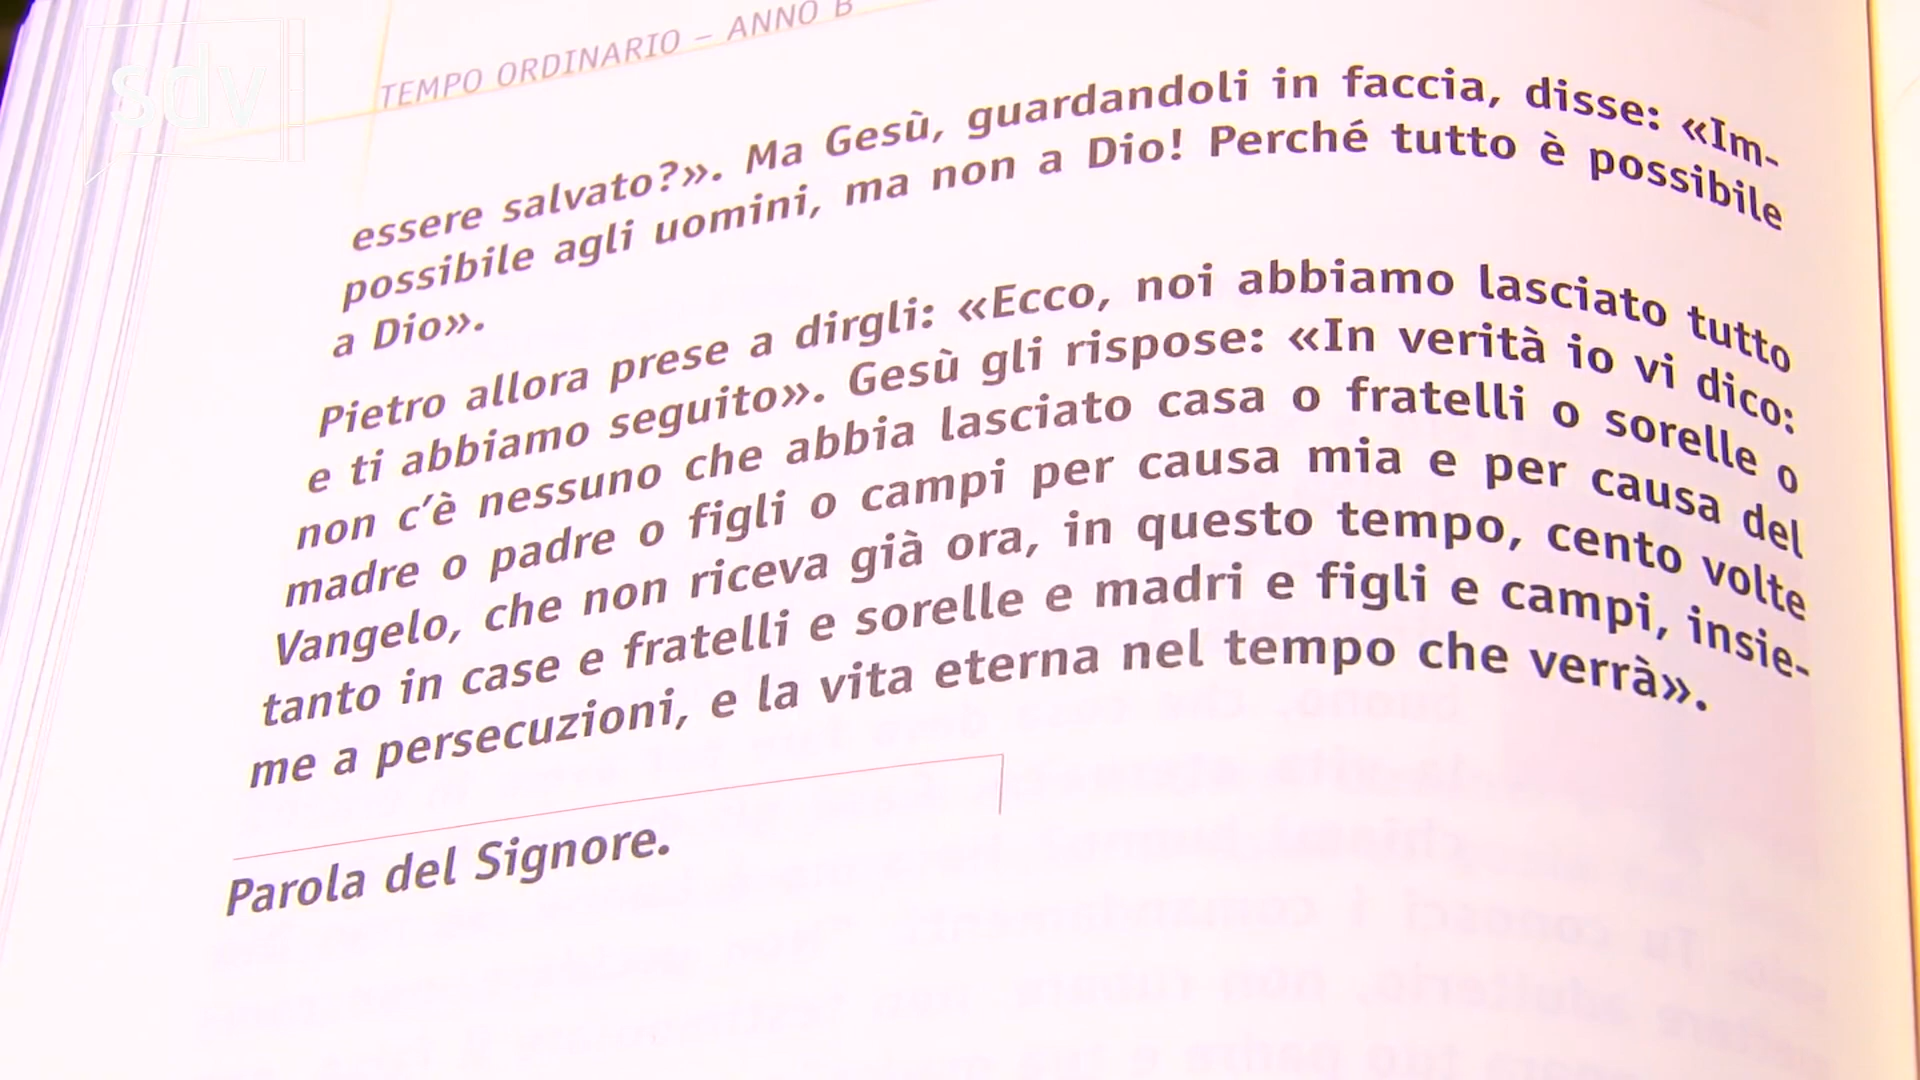 sdv
TEMPO ORDINARIO – ANNO B
essere salvato?». Ma Gesù, guardandoli in faccia, disse: «Im-
possibile agli uomini, ma non a Dio! Perché tutto è possibile
a Dio».
Pietro allora prese a dirgli: «Ecco, noi abbiamo lasciato tutto
e ti abbiamo seguito». Gesù gli rispose: «In verità io vi dico:
non c'è nessuno che abbia lasciato casa o fratelli o sorelle o
madre o padre o figli o campi per causa mia e per causa del
Vangelo, che non riceva già ora, in questo tempo, cento volte
tanto in case e fratelli e sorelle e madri e figli e campi, insie-
me a persecuzioni, e la vita eterna nel tempo che verrà».
Parola del Signore.